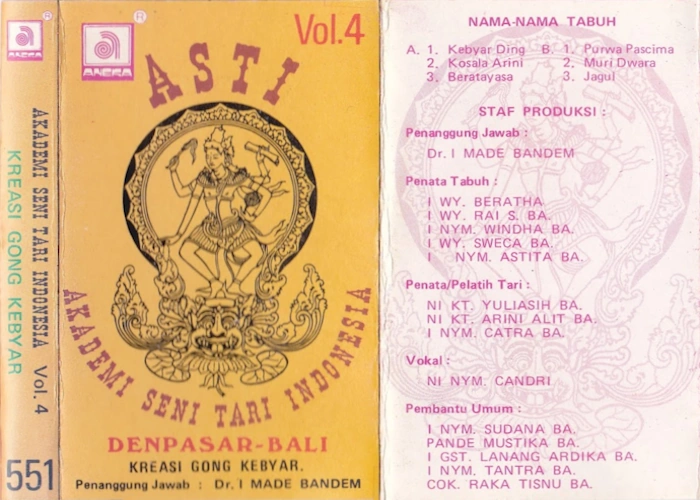 ANEKA
®
AKADEMI SENI TARI INDONESIA Vol. 4
KREASI GONG KEBYAR
551
ANEKA
®
Vol.4
ASTI
AKADEMI SENI TARI INDONESIA
DENPASAR-BALI
KREASI GONG KEBYAR.
Penanggung Jawab : Dr. I MADE BANDEM
NAMA-NAMA TABUH
A. 1. Kebyar Ding B. 1. Purwa Pascima
2. Kosala Arini 2. Muri Dwara
3. Beratayasa 3. Jagul
STAF PRODUKSI :
Penanggung Jawab :
Dr. I MADE BANDEM
Penata Tabuh :
I WY. BERATHA
I WY. RAI S. BA.
I NYM. WINDHA BA.
I WY. SWECA BA.
I NYM. ASTITA BA.
Penata/Pelatih Tari :
NI KT. YULIASIH BA.
NI KT. ARINI ALIT BA.
I NYM. CATRA BA.
Vokal :
NI NYM. CANDRI
Pembantu Umum :
I NYM. SUDANA BA.
PANDE MUSTIKA BA.
I GST. LANANG ARDIKA BA.
I NYM. TANTRA BA.
COK. RAKA TISNU BA.